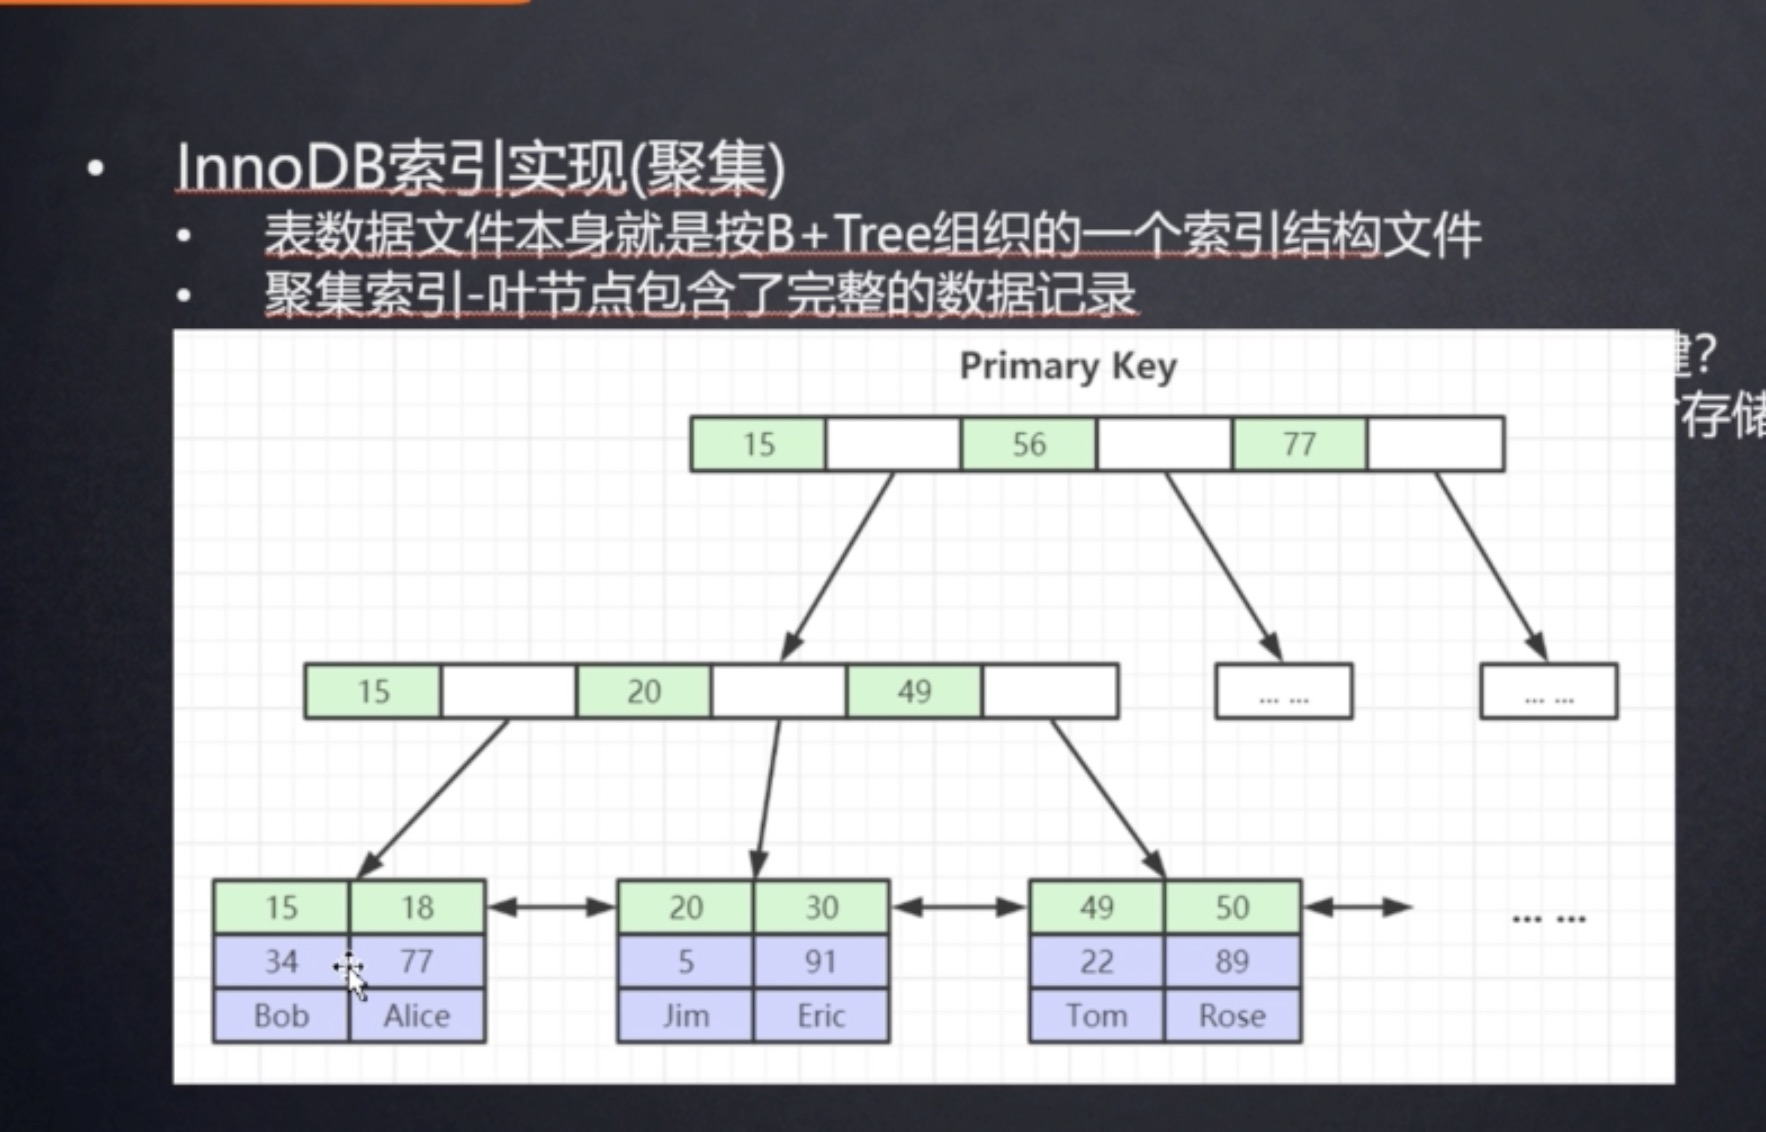 InnoDB索引实现(聚集)
表数据文件本身就是按B+Tree组织的一个索引结构文件
聚集索引-叶节点包含了完整的数据记录
键?
存储
Primary Key
15 56 77
15 20 49 ... ... ... ...
15 18 20 30 49 50
34 77 5 91 22 89
... ...
Bob Alice Jim Eric Tom Rose